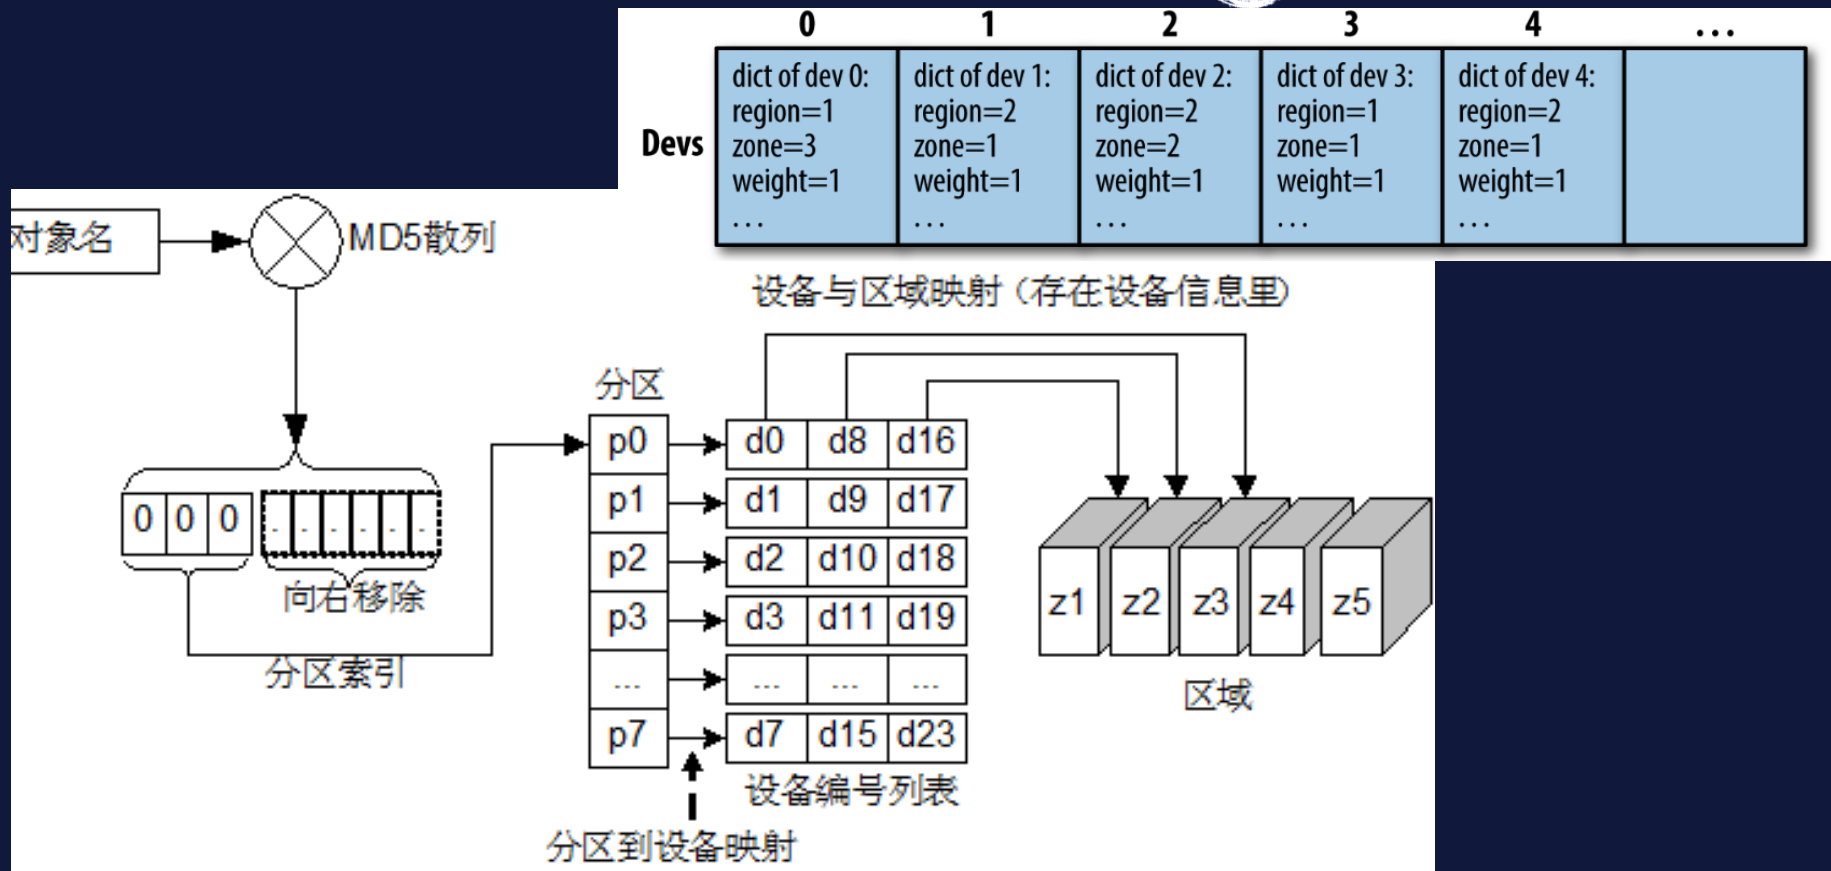 0 1 2 3 4 ...
Devs
dict of dev 0:
region=1
zone=3
weight=1
...
dict of dev 1:
region=2
zone=1
weight=1
...
dict of dev 2:
region=2
zone=2
weight=1
...
dict of dev 3:
region=1
zone=1
weight=1
...
dict of dev 4:
region=2
zone=1
weight=1
...
对象名
MD5散列
设备与区域映射（存在设备信息里）
0 0 0 . . . . . .
向右移除
分区索引
分区
p0 d0 d8 d16
p1 d1 d9 d17
p2 d2 d10 d18
p3 d3 d11 d19
... ... ... ...
p7 d7 d15 d23
设备编号列表
分区到设备映射
z1 z2 z3 z4 z5
区域